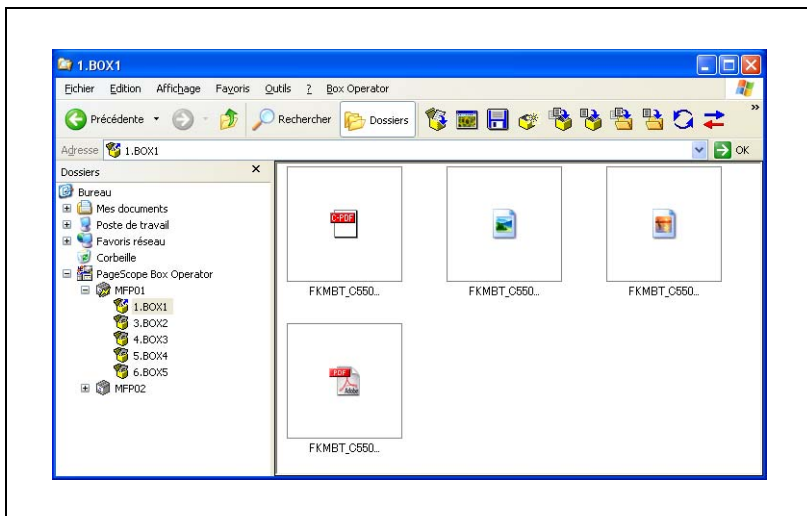 1.BOX1
Fichier Edition Affichage Favoris Outils ? Box Operator
Précédente Rechercher Dossiers »
Adresse 1.BOX1 OK
Dossiers x
Bureau
Mes documents
Poste de travail
Favoris réseau
Corbeille
PageScope Box Operator
MFP01
1.BOX1
3.BOX2
4.BOX3
5.BOX4
6.BOX5
MFP02
C-PDF
FKMBT_C550... FKMBT_C550... FKMBT_C550...
PDF
Adobe
FKMBT_C550...